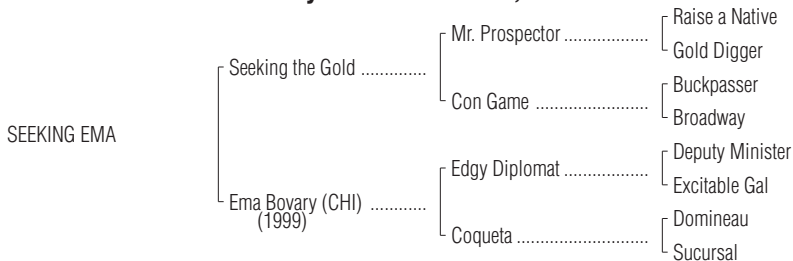 Raise a Native
Mr. Prospector ..................
Gold Digger
Seeking the Gold ..............
Buckpasser
Con Game ........................
Broadway
SEEKING EMA
Deputy Minister
Edgy Diplomat ..................
Excitable Gal
Ema Bovary (CHI) ............
(1999)
Domineau
Coqueta ............................
Sucursal